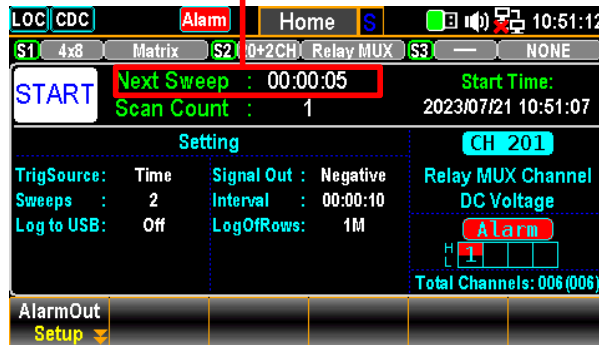 LOC CDC Alarm Home S 10:51:12
S1 4x8 Matrix S2 20+2CH Relay MUX S3 — NONE
START
Next Sweep : 00:00:05
Scan Count : 1
Start Time:
2023/07/21 10:51:07
Setting
TrigSource: Time Signal Out : Negative
Sweeps : 2 Interval : 00:00:10
Log to USB: Off LogOfRows: 1M
CH 201
Relay MUX Channel
DC Voltage
Alarm
H 1
L
Total Channels: 006(006)
AlarmOut
Setup